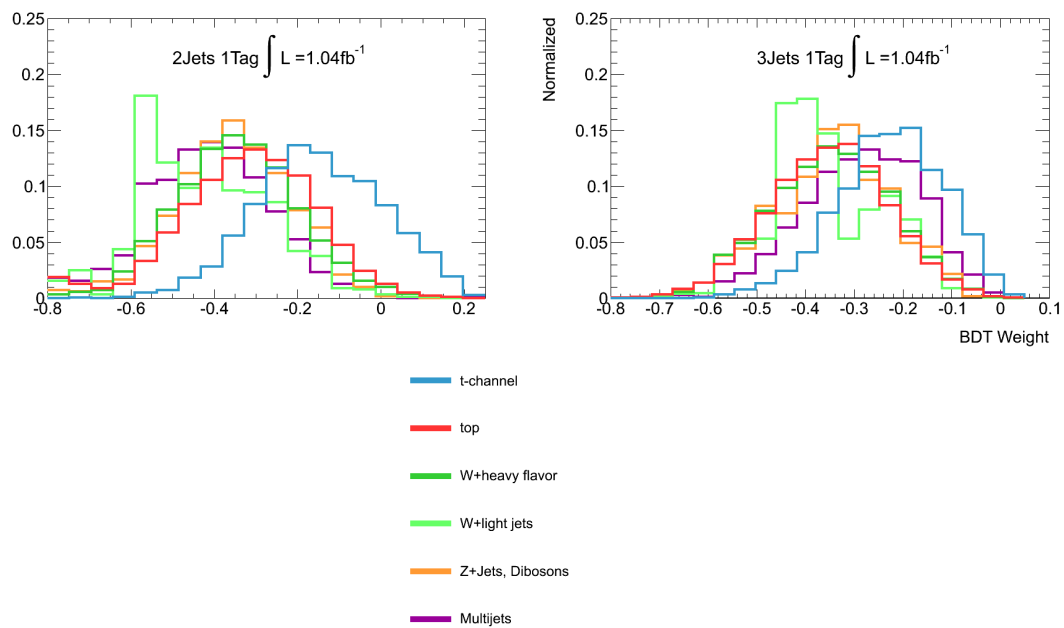 0.25
0.2
0.15
0.1
0.05
0
-0.8 -0.6 -0.4 -0.2 0 0.2
2Jets 1Tag ∫ L =1.04fb-1
Normalized
0.25
0.2
0.15
0.1
0.05
0
-0.8 -0.7 -0.6 -0.5 -0.4 -0.3 -0.2 -0.1 0 0.1
3Jets 1Tag ∫ L =1.04fb-1
BDT Weight
t-channel
top
W+heavy flavor
W+light jets
Z+Jets, Dibosons
Multijets